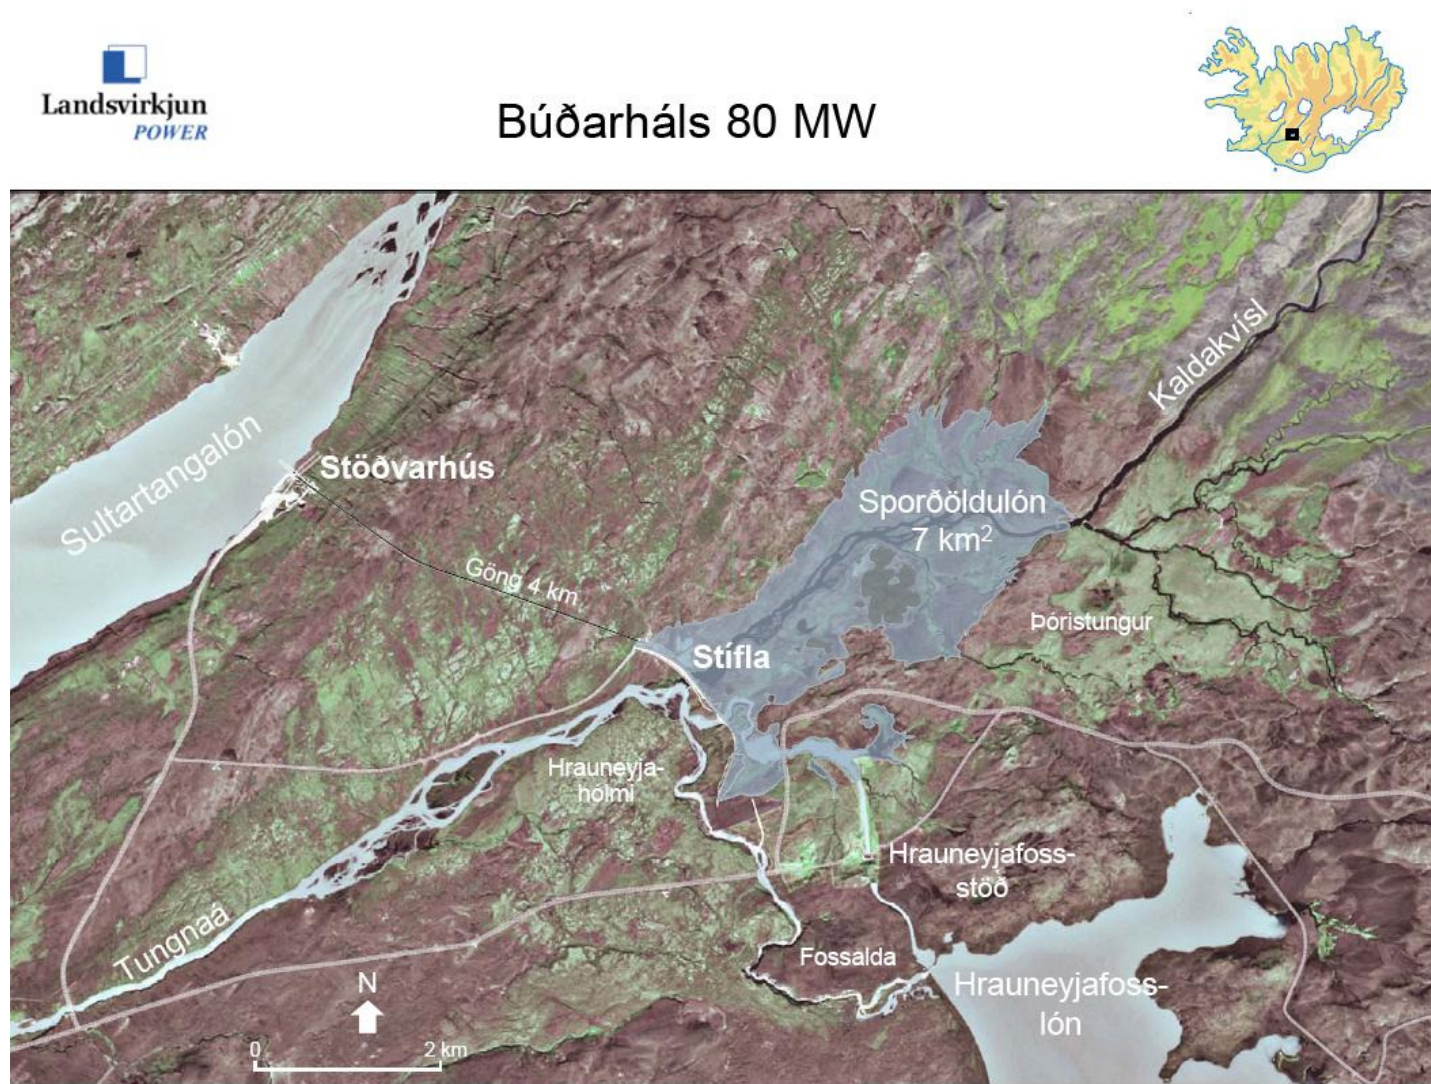 Landsvirkjun
POWER
Búðarháls 80 MW
Kaldakvísl
Sultartangalón
Stöðvarhús
Sporðöldulón
7 km²
Göng 4 km
Þóristungur
Stífla
Hrauneyja-
hólmi
Hrauneyjafoss-
stöð
Tungnaá
Fossalda
N
Hrauneyjafoss-
lón
0 2 km